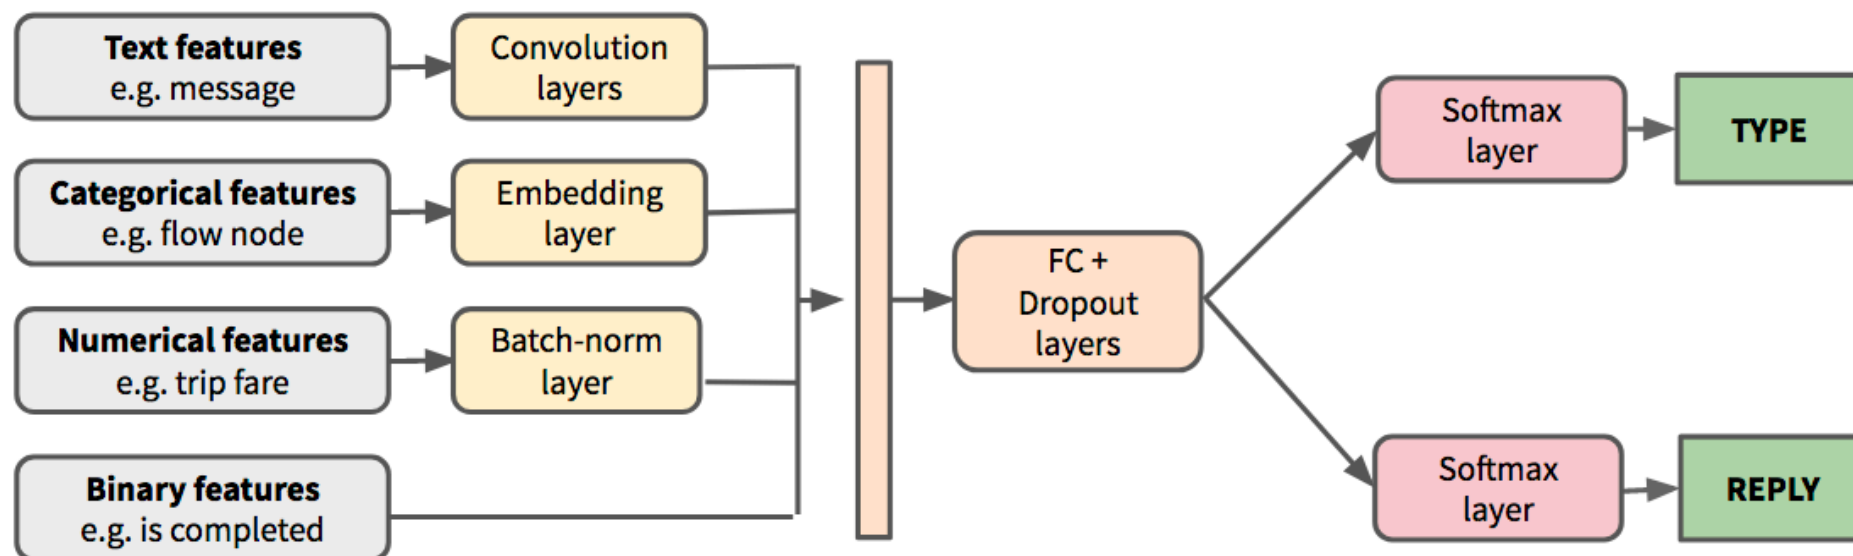 Text features
e.g. message
Convolution
layers
Categorical features
e.g. flow node
Embedding
layer
Numerical features
e.g. trip fare
Batch-norm
layer
Binary features
e.g. is completed
FC +
Dropout
layers
Softmax
layer
TYPE
Softmax
layer
REPLY